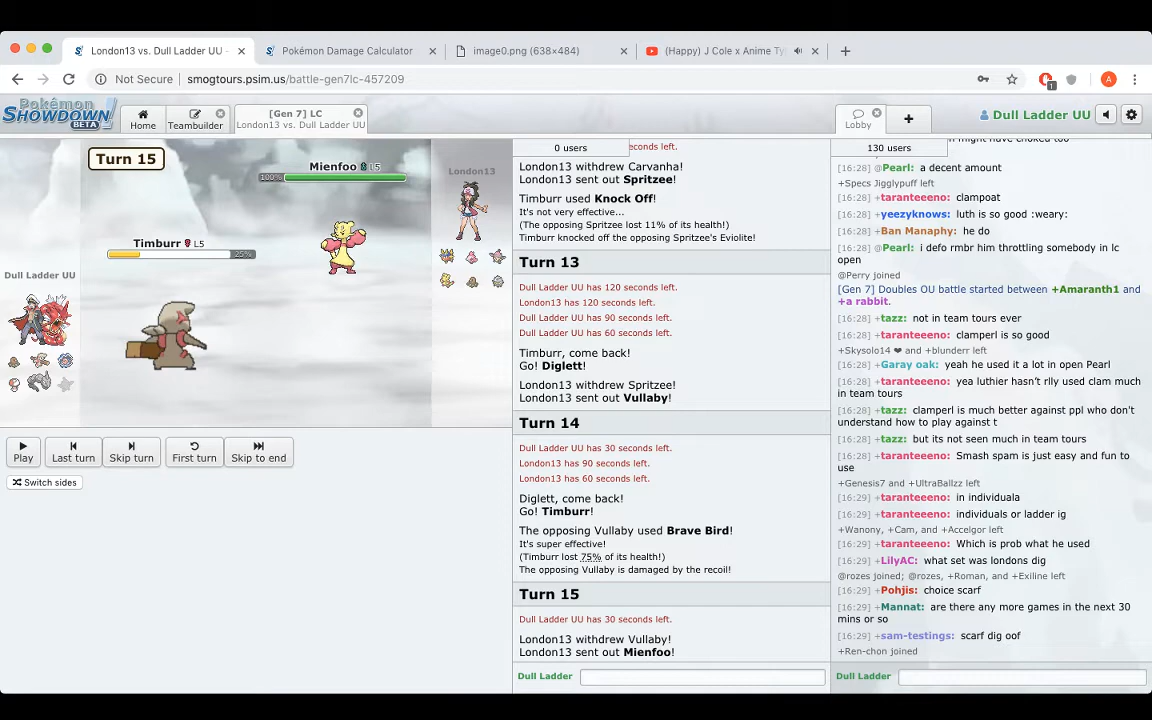 London13 vs. Dull Ladder UU -
Pokémon Damage Calculator
image0.png (638×484)
(Happy) J Cole x Anime Ty
Not Secure
smogtours.psim.us/battle-gen7lc-457209
1
A
Pokémon
SHOWDOWN!
BETA
Home
Teambuilder
[Gen 7] LC
London13 vs. Dull Ladder UU
Lobby
Dull Ladder UU
Turn 15
Mienfoo L5
100%
London13
Timburr L5
25%
Dull Ladder UU
Play
Last turn
Skip turn
First turn
Skip to end
Switch sides
0 users
seconds left.
London13 withdrew Carvanha!
London13 sent out Spritzee!
Timburr used Knock Off!
It's not very effective...
(The opposing Spritzee lost 11% of its health!)
Timburr knocked off the opposing Spritzee's Eviolite!
Turn 13
Dull Ladder UU has 120 seconds left.
London13 has 120 seconds left.
Dull Ladder UU has 90 seconds left.
Dull Ladder UU has 60 seconds left.
Timburr, come back!
Go! Diglett!
London13 withdrew Spritzee!
London13 sent out Vullaby!
Turn 14
Dull Ladder UU has 30 seconds left.
London13 has 90 seconds left.
London13 has 60 seconds left.
Diglett, come back!
Go! Timburr!
The opposing Vullaby used Brave Bird!
It's super effective!
(Timburr lost 75% of its health!)
The opposing Vullaby is damaged by the recoil!
Turn 15
Dull Ladder UU has 30 seconds left.
London13 withdrew Vullaby!
London13 sent out Mienfoo!
Dull Ladder
130 users
might have choked too
[16:28] +Pearl: a decent amount
+Specs Jigglypuff left
[16:28] +taranteeeno: clampoat
[16:28] +yeezyknows: luth is so good :weary:
[16:28] +Ban Manaphy: he do
[16:28] @Pearl: i defo rmbr him throttling somebody in lc
open
@Perry joined
[Gen 7] Doubles OU battle started between +Amaranth1 and
+a rabbit.
[16:28] +tazz: not in team tours ever
[16:28] +taranteeeno: clamperl is so good
+Skysolo14 ❤ and +blunderr left
[16:28] +Garay oak: yeah he used it a lot in open Pearl
[16:28] +taranteeeno: yea luthier hasn't rlly used clam much
in team tours
[16:28] +tazz: clamperl is much better against ppl who don't
understand how to play against t
[16:28] +tazz: but its not seen much in team tours
[16:28] +taranteeeno: Smash spam is just easy and fun to
use
+Genesis7 and +UltraBallzz left
[16:29] +taranteeeno: in individuala
[16:29] +taranteeeno: individuals or ladder ig
+Wanony, +Cam, and +Accelgor left
[16:29] +taranteeeno: Which is prob what he used
[16:29] +LilyAC: what set was londons dig
@rozes joined; @rozes, +Roman, and +Exiline left
[16:29] +Pohjis: choice scarf
[16:29] +Mannat: are there any more games in the next 30
mins or so
[16:29] +sam-testings: scarf dig oof
+Ren-chon joined
Dull Ladder